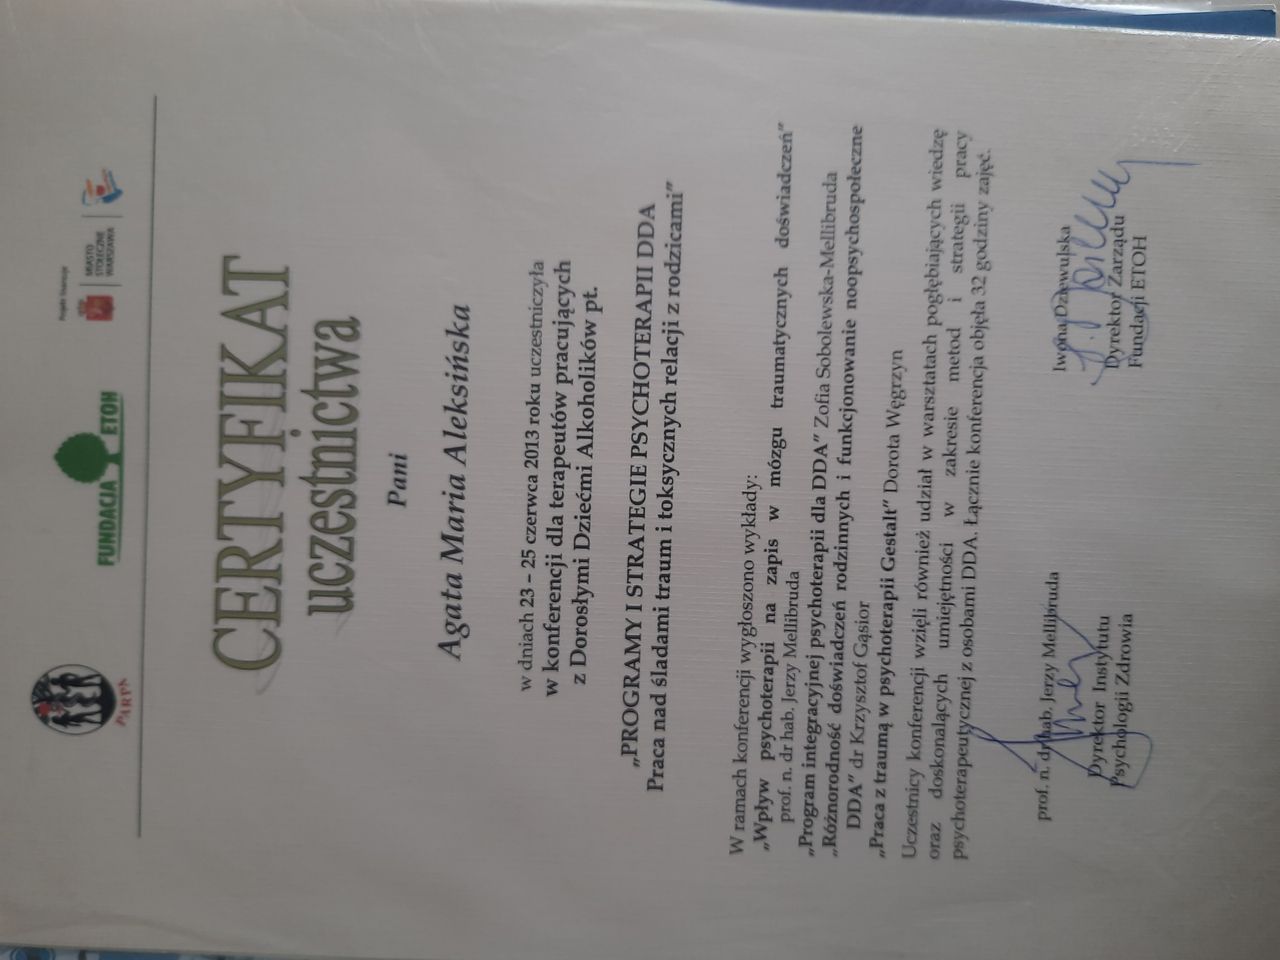 PARPA
FUNDACJA
ETOH
MIASTO
STOŁECZNE
WARSZAWA
CERTYFIKAT
uczestnictwa
Pani
Agata Maria Aleksińska
w dniach 23 – 25 czerwca 2013 roku uczestniczyła
w konferencji dla terapeutów pracujących
z Dorosłymi Dziećmi Alkoholików pt.
„PROGRAMY I STRATEGIE PSYCHOTERAPII DDA
Praca nad śladami traum i toksycznych relacji z rodzicami”
W ramach konferencji wygłoszono wykłady:
„Wpływ psychoterapii na zapis w mózgu traumatycznych doświadczeń”
prof. n. dr hab. Jerzy Mellibruda
„Program integracyjnej psychoterapii dla DDA” Zofia Sobolewska-Mellibruda
„Różnorodność doświadczeń rodzinnych i funkcjonowanie noopsychospołeczne
DDA” dr Krzysztof Gąsior
„Praca z traumą w psychoterapii Gestalt” Dorota Węgrzyn
Uczestnicy konferencji wzięli również udział w warsztatach pogłębiających wiedzę
oraz doskonalących umiejętności w zakresie metod i strategii pracy
psychoterapeutycznej z osobami DDA. Łącznie konferencja objęła 32 godziny zajęć.
prof. n. dr hab. Jerzy Mellibruda
Dyrektor Instytutu
Psychologii Zdrowia
Iwona Dziewulska
Dyrektor Zarządu
Fundacji ETOH